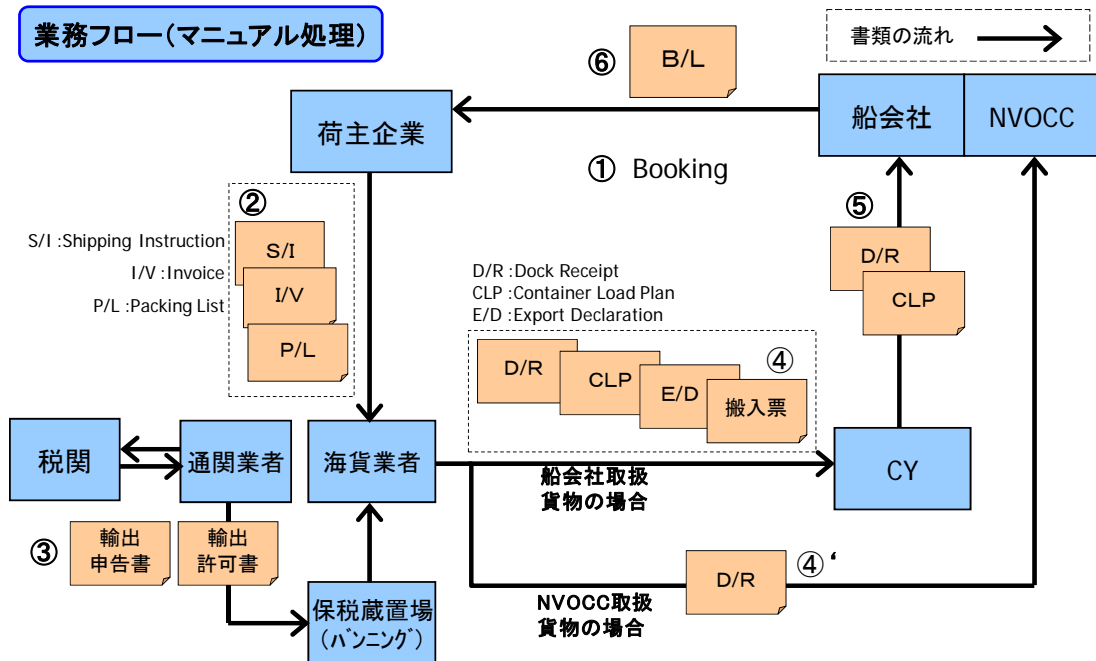 業務フロー(マニュアル処理)
書類の流れ
⑥
B/L
荷主企業
船会社
NVOCC
① Booking
②
S/I :Shipping Instruction
I/V :Invoice
P/L :Packing List
S/I
I/V
P/L
⑤
D/R
CLP
D/R :Dock Receipt
CLP :Container Load Plan
E/D :Export Declaration
④
D/R
CLP
E/D
搬入票
税関
通関業者
海貨業者
船会社取扱
貨物の場合
CY
③
輸出
申告書
輸出
許可書
保税蔵置場
(バンニング)
D/R
④‘
NVOCC取扱
貨物の場合